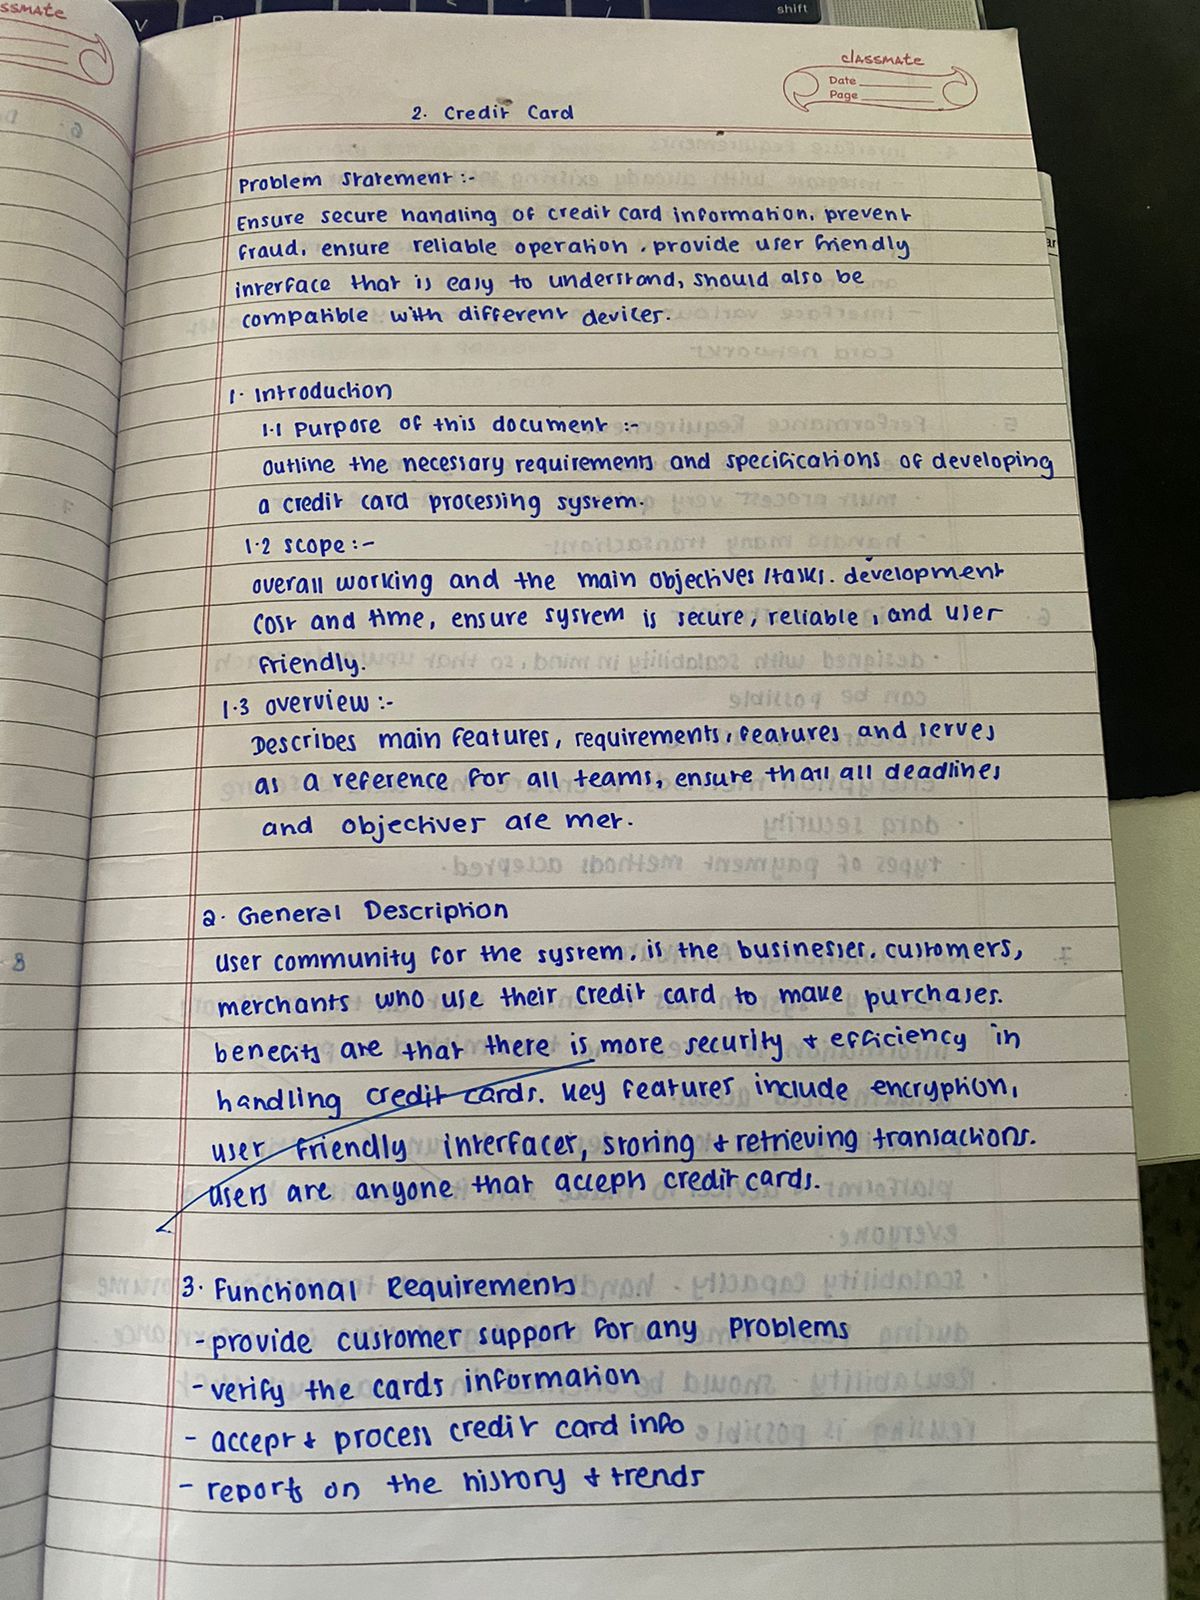 ssmate
shift
classmate
Date
Page
2. Credit Card
Problem Statement :-
Ensure secure handling of credit card information, prevent
fraud, ensure reliable operation, provide user friendly
interface that is easy to understand, should also be
compatible with different devices.
1. Introduction
1.1 Purpose of this document :-
outline the necessary requirements and specifications of developing
a credit card processing system.
1.2 scope :-
overall working and the main objectives/tasks. development
cost and time, ensure system is secure, reliable, and user
friendly.
1.3 overview :-
Describes main features, requirements, features and serves
as a reference for all teams, ensure that all deadlines
and objectives are met.
2. General Description
user community for the system, is the businesses, customers,
merchants who use their credit card to make purchases.
benefits are that there is more security & efficiency in
handling credit cards. key features include encryption,
user friendly interfaces, storing & retrieving transactions.
users are anyone that accepts credit cards.
3. Functional Requirements
- provide customer support for any problems
- verify the cards information
- accept & process credit card info
- reports on the history & trends